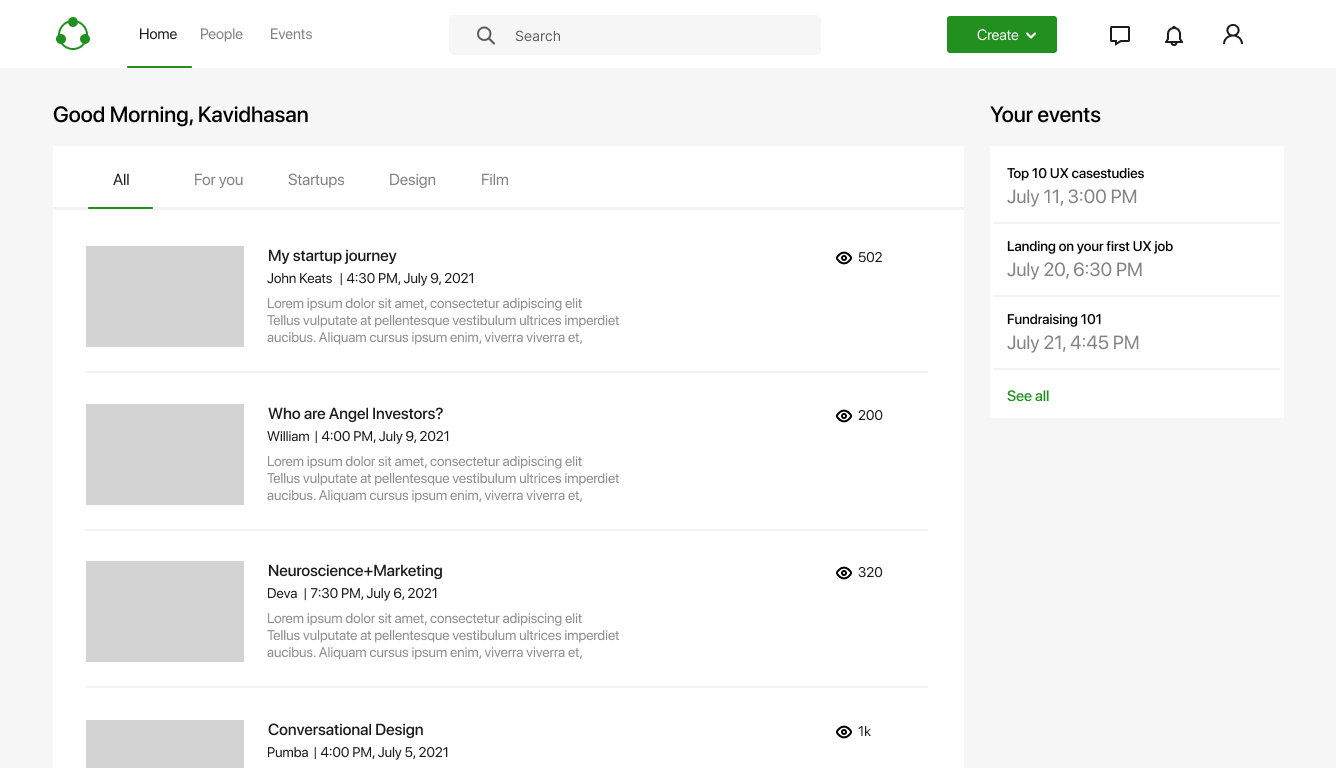 Home People Events
Search
Create
Good Morning, Kavidhasan
All For you Startups Design Film
My startup journey
502
John Keats | 4:30 PM, July 9, 2021
Lorem ipsum dolor sit amet, consectetur adipiscing elit
Tellus vulputate at pellentesque vestibulum ultrices imperdiet
aucibus. Aliquam cursus ipsum enim, viverra viverra et,
Who are Angel Investors?
200
William | 4:00 PM, July 9, 2021
Lorem ipsum dolor sit amet, consectetur adipiscing elit
Tellus vulputate at pellentesque vestibulum ultrices imperdiet
aucibus. Aliquam cursus ipsum enim, viverra viverra et,
Neuroscience+Marketing
320
Deva | 7:30 PM, July 6, 2021
Lorem ipsum dolor sit amet, consectetur adipiscing elit
Tellus vulputate at pellentesque vestibulum ultrices imperdiet
aucibus. Aliquam cursus ipsum enim, viverra viverra et,
Conversational Design
1k
Pumba | 4:00 PM, July 5, 2021
Your events
Top 10 UX casestudies
July 11, 3:00 PM
Landing on your first UX job
July 20, 6:30 PM
Fundraising 101
July 21, 4:45 PM
See all